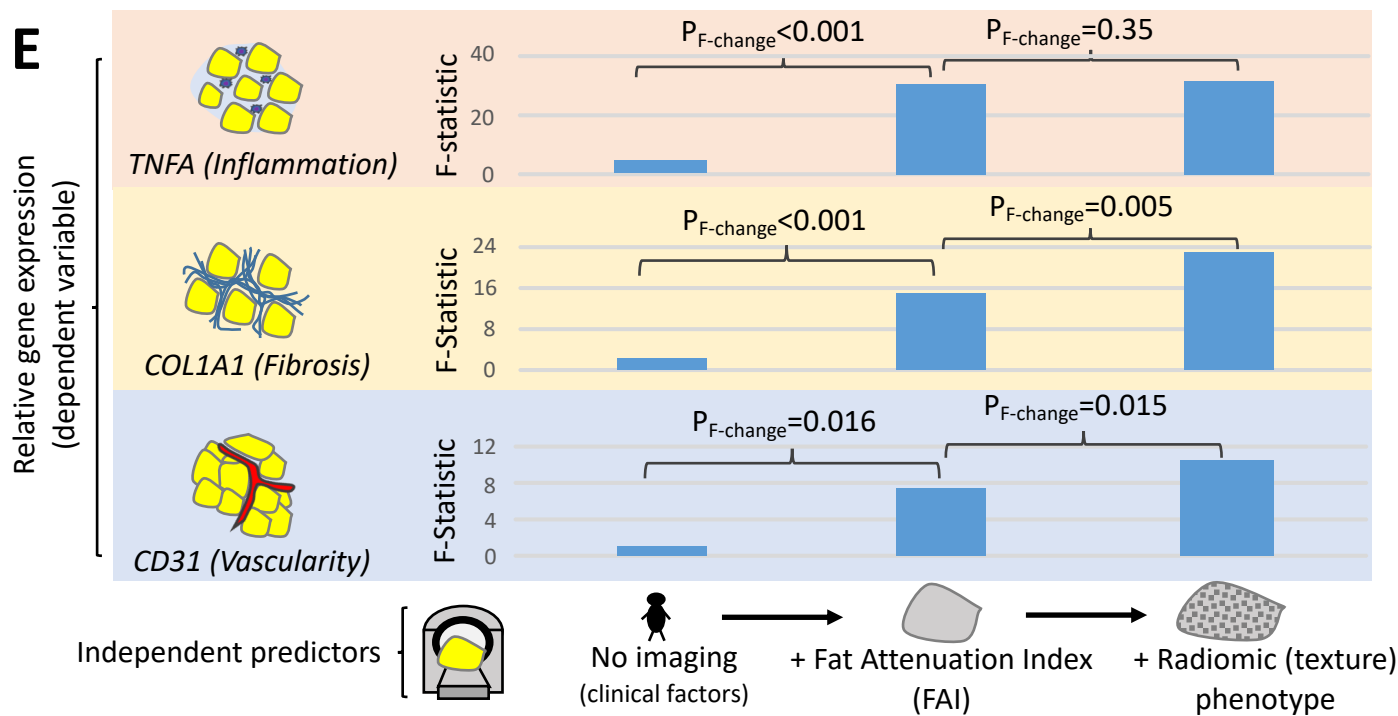 E
Relative gene expression
(dependent variable)
TNFA (Inflammation)
F-statistic
40
20
0
PF-change<0.001
PF-change=0.35
COL1A1 (Fibrosis)
F-Statistic
24
16
8
0
PF-change<0.001
PF-change=0.005
CD31 (Vascularity)
F-Statistic
12
8
4
0
PF-change=0.016
PF-change=0.015
Independent predictors
No imaging
(clinical factors)
+ Fat Attenuation Index
(FAI)
+ Radiomic (texture)
phenotype